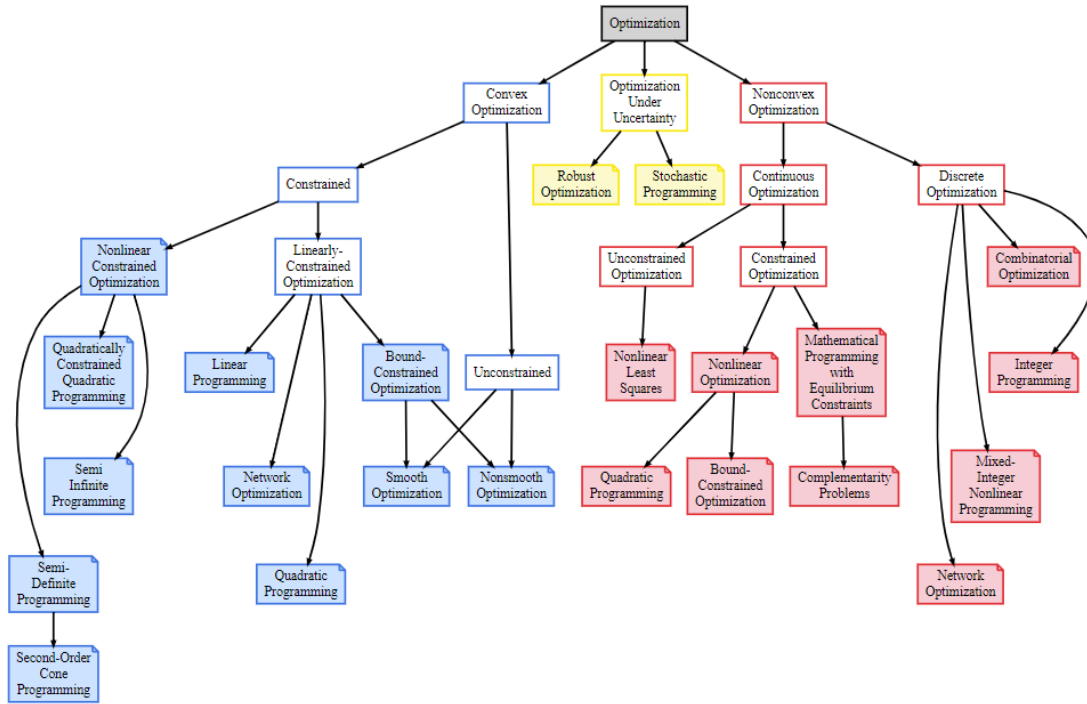 Optimization
Convex
Optimization
Optimization
Under
Uncertainty
Nonconvex
Optimization
Robust
Optimization
Stochastic
Programming
Continuous
Optimization
Discrete
Optimization
Constrained
Nonlinear
Constrained
Optimization
Linearly-
Constrained
Optimization
Unconstrained
Optimization
Constrained
Optimization
Combinatorial
Optimization
Quadratically
Constrained
Quadratic
Programming
Linear
Programming
Bound-
Constrained
Optimization
Unconstrained
Nonlinear
Least
Squares
Nonlinear
Optimization
Mathematical
Programming
with
Equilibrium
Constraints
Integer
Programming
Semi
Infinite
Programming
Network
Optimization
Smooth
Optimization
Nonsmooth
Optimization
Quadratic
Programming
Bound-
Constrained
Optimization
Complementarity
Problems
Mixed-
Integer
Nonlinear
Programming
Semi-
Definite
Programming
Quadratic
Programming
Network
Optimization
Second-Order
Cone
Programming